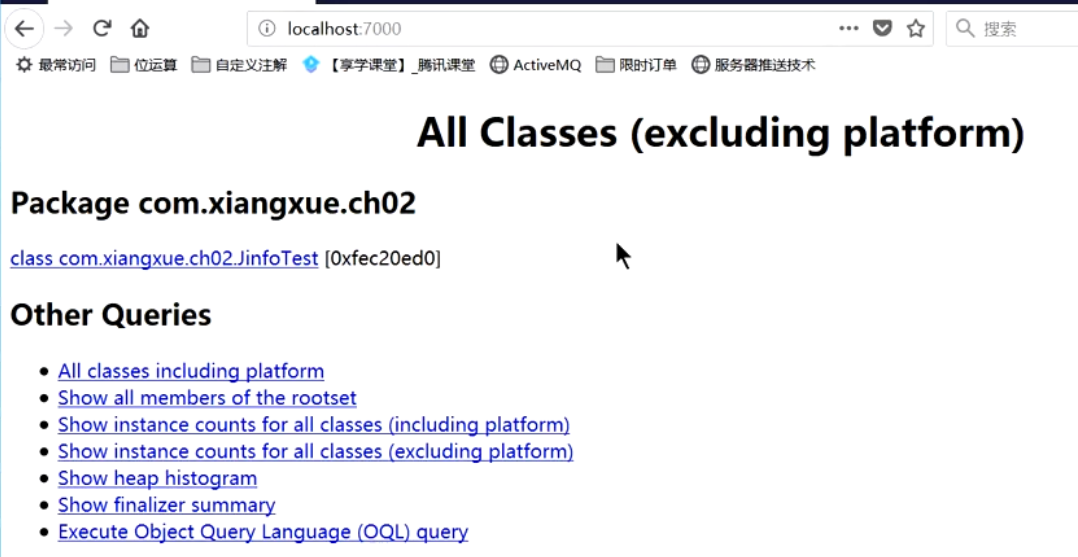 localhost:7000
搜索
最常访问 位运算 自定义注解 【享学课堂】_腾讯课堂 ActiveMQ 限时订单 服务器推送技术
All Classes (excluding platform)
Package com.xiangxue.ch02
class com.xiangxue.ch02.JinfoTest [0xfec20ed0]
Other Queries
All classes including platform
Show all members of the rootset
Show instance counts for all classes (including platform)
Show instance counts for all classes (excluding platform)
Show heap histogram
Show finalizer summary
Execute Object Query Language (OQL) query